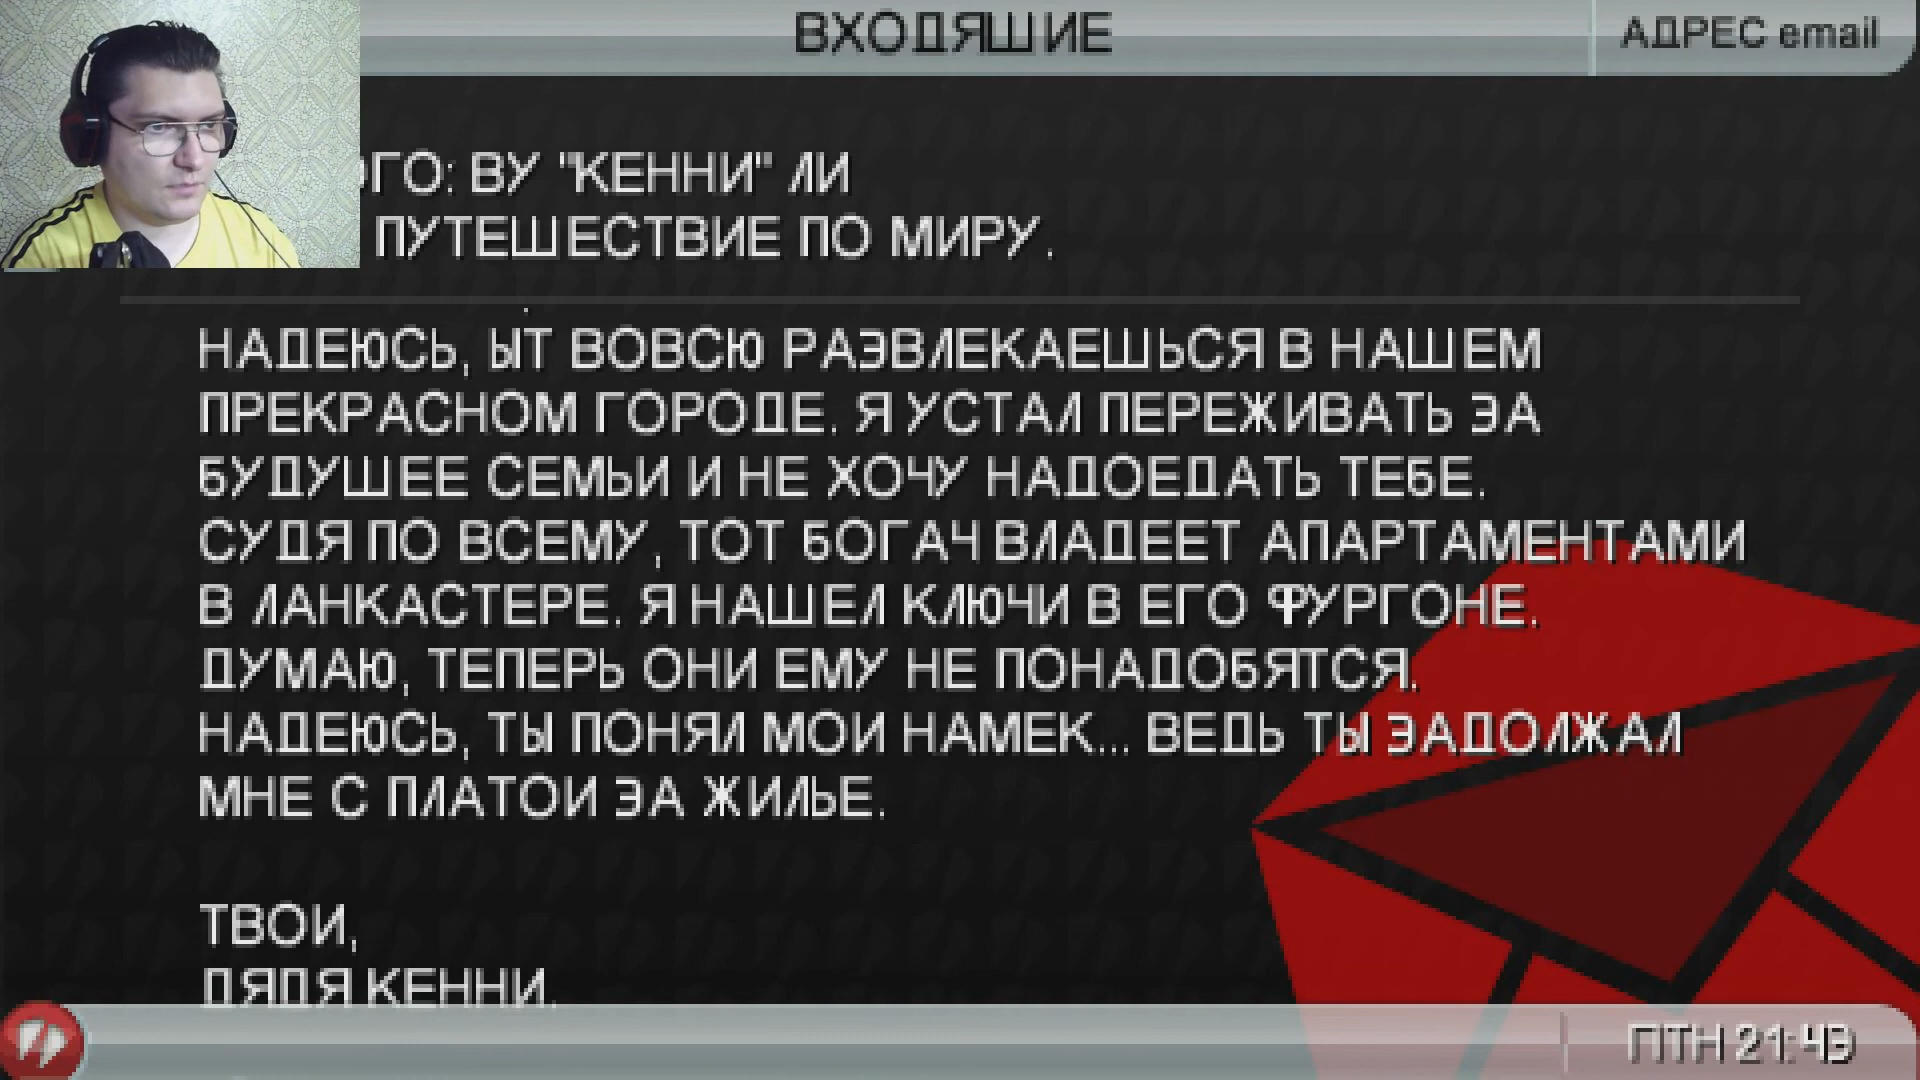 ВХОДЯШИЕ
АДРЕС email
ОГО: ВУ "КЕННИ" ЛИ
ПУТЕШЕСТВИЕ ПО МИРУ.
НАДЕЮСЬ, ЫТ ВОВСЮ РАЗВЛЕКАЕШЬСЯ В НАШЕМ
ПРЕКРАСНОМ ГОРОДЕ. Я УСТАЛ ПЕРЕЖИВАТЬ ЗА
БУДУШЕЕ СЕМЬИ И НЕ ХОЧУ НАДОЕДАТЬ ТЕБЕ.
СУДЯ ПО ВСЕМУ, ТОТ БОГАЧ ВЛАДЕЕТ АПАРТАМЕНТАМИ
В ЛАНКАСТЕРЕ. Я НАШЕЛ КЛЮЧИ В ЕГО ФУРГОНЕ.
ДУМАЮ, ТЕПЕРЬ ОНИ ЕМУ НЕ ПОНАДОБЯТСЯ.
НАДЕЮСЬ, ТЫ ПОНЯЛ МОИ НАМЕК... ВЕДЬ ТЫ ЗАДОЛЖАЛ
МНЕ С ПЛАТОИ ЗА ЖИЛЬЕ.
ТВОИ,
ДЯДЯ КЕННИ.
ПТН 21:43